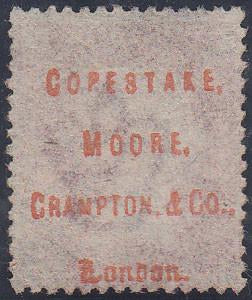 COPESTAKE,
MOORE,
CRAMPTON, & CO.,
London.